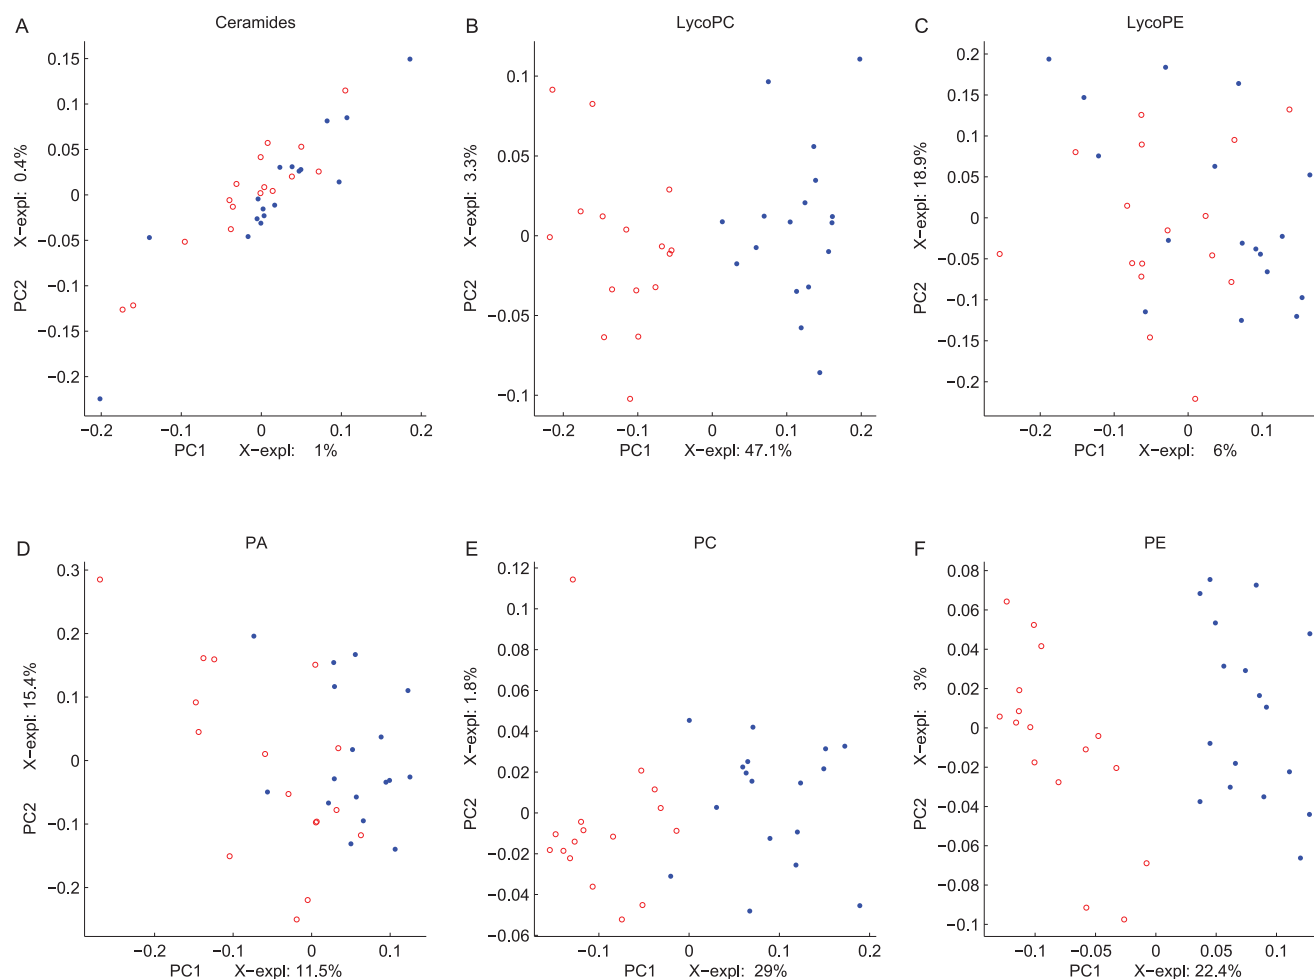 A Ceramides
0.15
0.1
0.05
0
−0.05
−0.1
−0.15
−0.2
PC2 X−expl: 0.4%
−0.2 −0.1 0 0.1 0.2
PC1 X−expl: 1%
B LycoPC
0.1
0.05
0
−0.05
−0.1
PC2 X−expl: 3.3%
−0.2 −0.1 0 0.1 0.2
PC1 X−expl: 47.1%
C LycoPE
0.2
0.15
0.1
0.05
0
−0.05
−0.1
−0.15
−0.2
PC2 X−expl: 18.9%
−0.2 −0.1 0 0.1
PC1 X−expl: 6%
D PA
0.3
0.2
0.1
0
−0.1
−0.2
PC2 X−expl: 15.4%
−0.2 −0.1 0 0.1
PC1 X−expl: 11.5%
E PC
0.12
0.1
0.08
0.06
0.04
0.02
0
−0.02
−0.04
−0.06
PC2 X−expl: 1.8%
−0.1 0 0.1 0.2
PC1 X−expl: 29%
F PE
0.08
0.06
0.04
0.02
0
−0.02
−0.04
−0.06
−0.08
−0.1
PC2 X−expl: 3%
−0.1 −0.05 0 0.05 0.1
PC1 X−expl: 22.4%